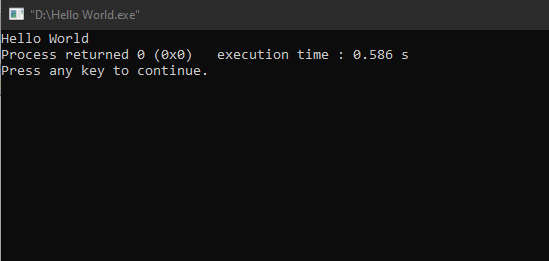 "D:\Hello World.exe"
Hello World
Process returned 0 (0x0)   execution time : 0.586 s
Press any key to continue.